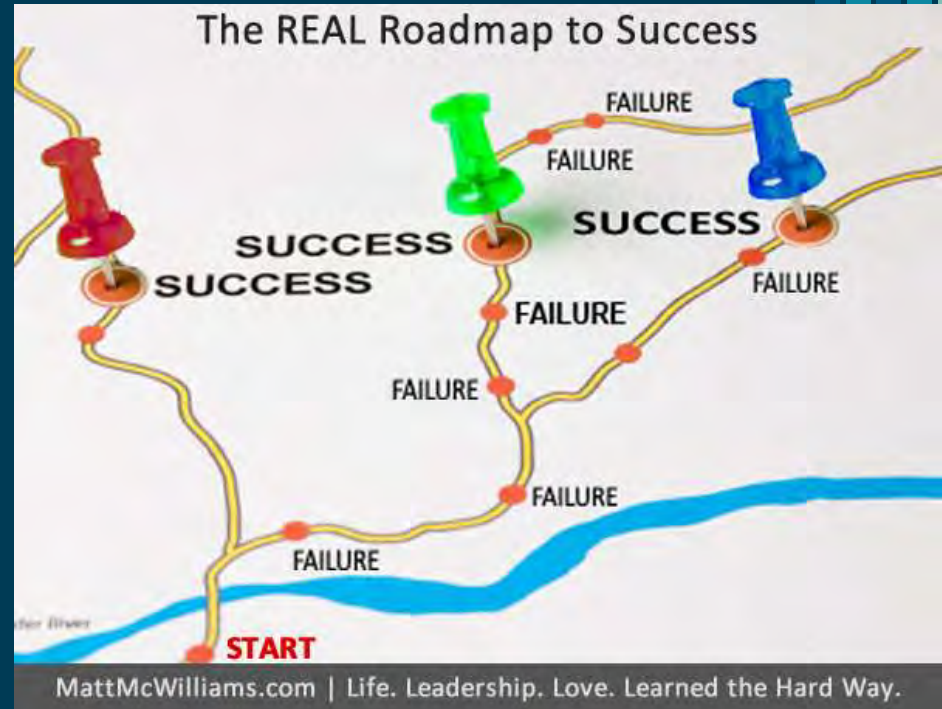 The REAL Roadmap to Success
FAILURE
FAILURE
SUCCESS
SUCCESS
SUCCESS
FAILURE
FAILURE
FAILURE
FAILURE
FAILURE
START
River
MattMcWilliams.com | Life. Leadership. Love. Learned the Hard Way.